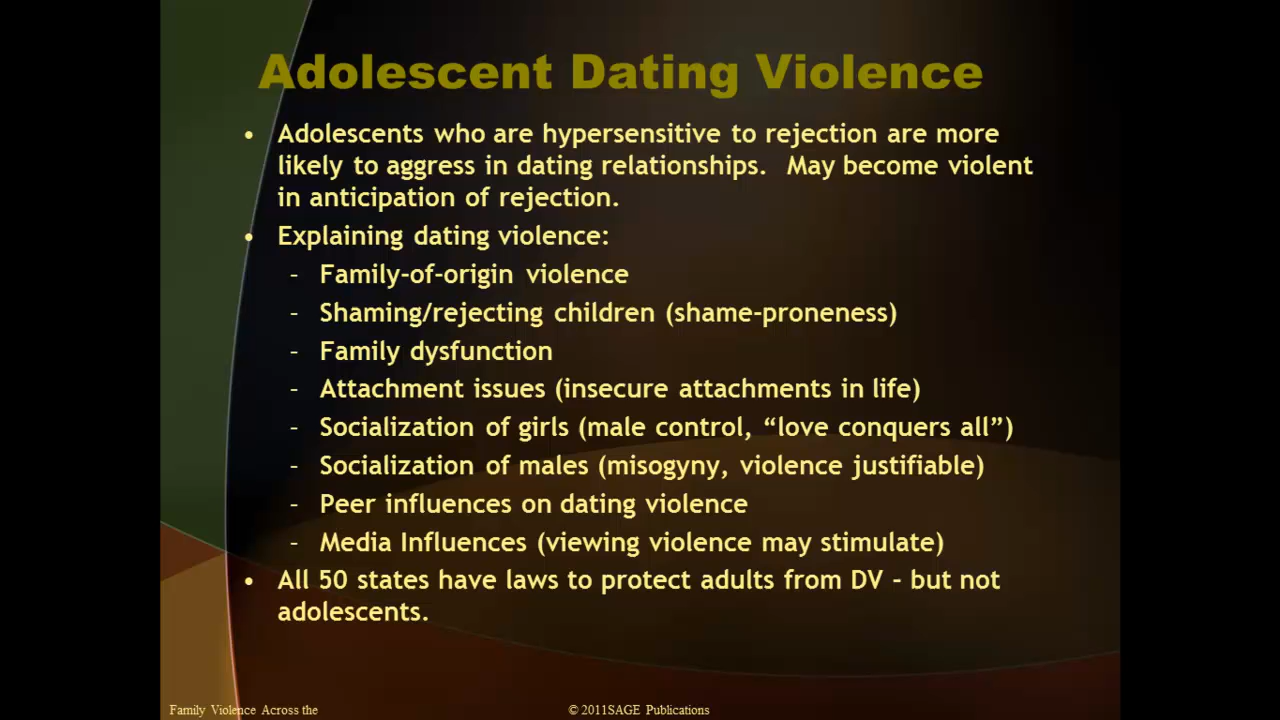 Adolescent Dating Violence
• Adolescents who are hypersensitive to rejection are more
likely to aggress in dating relationships.  May become violent
in anticipation of rejection.
• Explaining dating violence:
– Family-of-origin violence
– Shaming/rejecting children (shame-proneness)
– Family dysfunction
– Attachment issues (insecure attachments in life)
– Socialization of girls (male control, “love conquers all”)
– Socialization of males (misogyny, violence justifiable)
– Peer influences on dating violence
– Media Influences (viewing violence may stimulate)
• All 50 states have laws to protect adults from DV – but not
adolescents.
Family Violence Across the
© 2011SAGE Publications